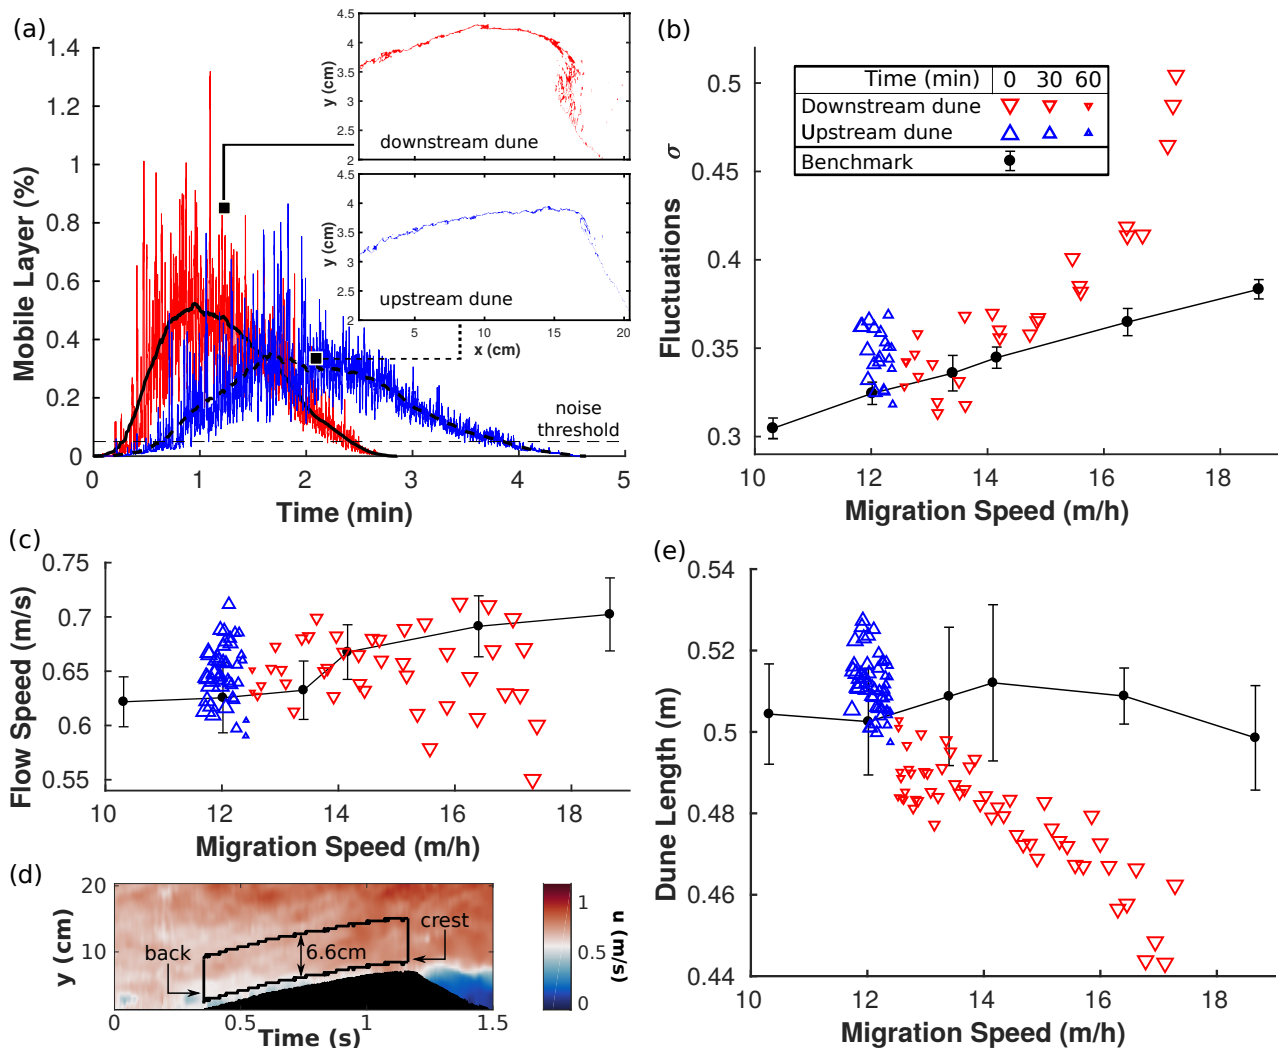 (a)
Mobile Layer (%)
1.4
1.2
1
0.8
0.6
0.4
0.2
0
0
1
2
3
4
5
Time (min)
noise
threshold
4.5
4
3.5
3
2.5
2
y (cm)
downstream dune
4.5
4
3.5
3
2.5
2
y (cm)
upstream dune
5
10
15
20
x (cm)
(b)
Fluctuations σ
0.5
0.45
0.4
0.35
0.3
10
12
14
16
18
Migration Speed (m/h)
Time (min) 0 30 60
Downstream dune
Upstream dune
Benchmark
(c)
Flow Speed (m/s)
0.75
0.7
0.65
0.6
0.55
10
12
14
16
18
Migration Speed (m/h)
(d)
y (cm)
20
10
back
6.6cm
crest
0
0.5
1
1.5
Time (s)
1
0.5
0
u (m/s)
(e)
Dune Length (m)
0.54
0.52
0.5
0.48
0.46
0.44
10
12
14
16
18
Migration Speed (m/h)